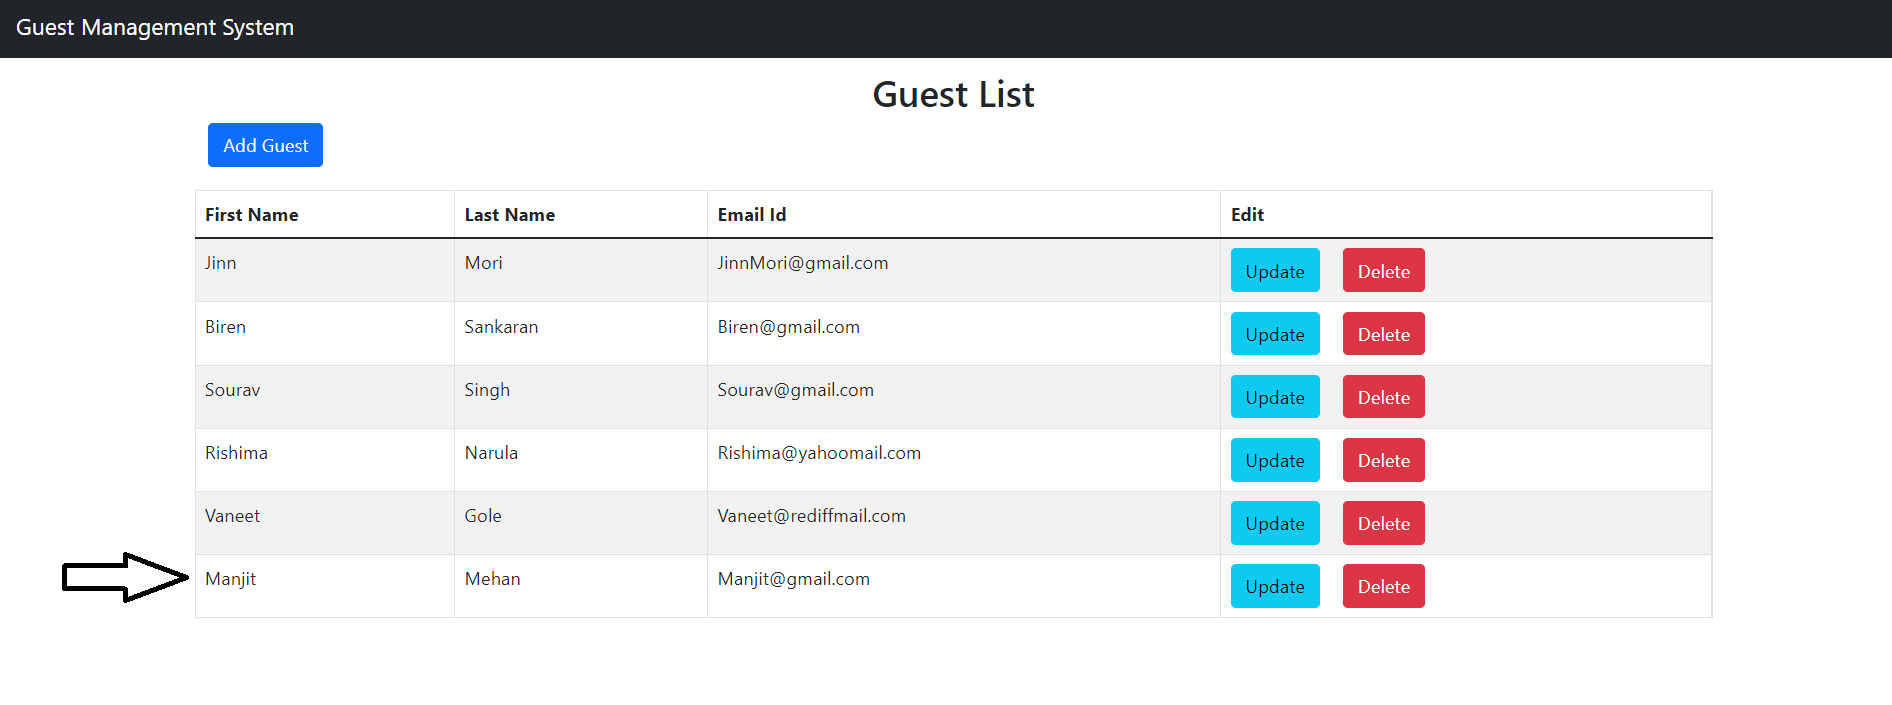 Guest Management System
Guest List
Add Guest
First Name Last Name Email Id Edit
Jinn Mori JinnMori@gmail.com Update Delete
Biren Sankaran Biren@gmail.com Update Delete
Sourav Singh Sourav@gmail.com Update Delete
Rishima Narula Rishima@yahoomail.com Update Delete
Vaneet Gole Vaneet@rediffmail.com Update Delete
Manjit Mehan Manjit@gmail.com Update Delete